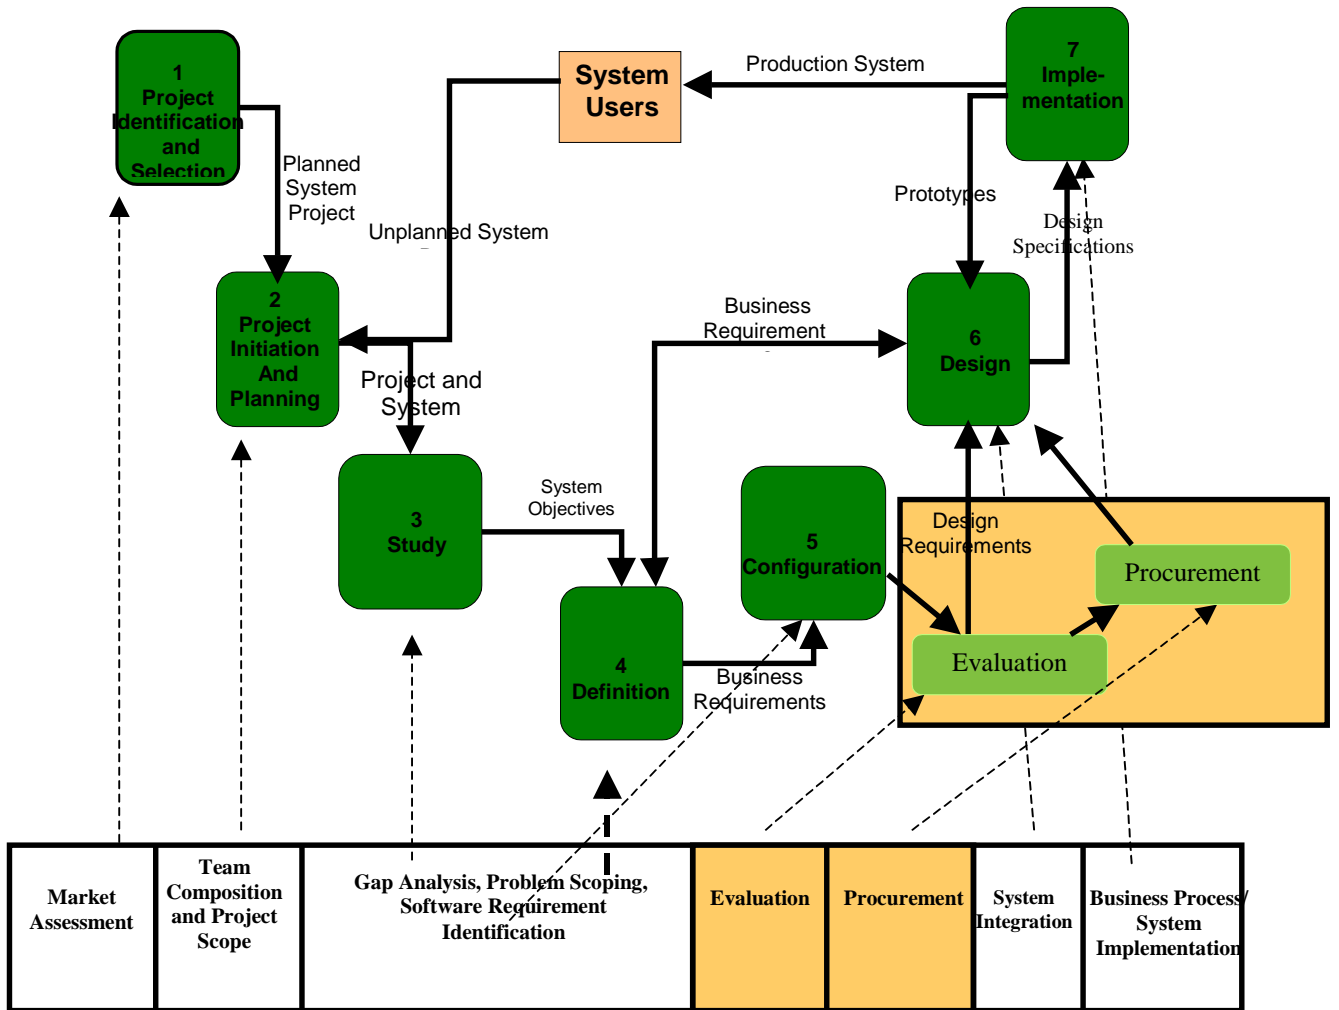 1
Project
Identification
and
Selection
System
Users
Production System
7
Imple-
mentation
Planned
System
Project
Unplanned System
Prototypes
Design
Specifications
2
Project
Initiation
And
Planning
Business
Requirement
6
Design
Project and
System
3
Study
System
Objectives
5
Configuration
Design
Requirements
Procurement
Evaluation
4
Definition
Business
Requirements
Market
Assessment
Team
Composition
and Project
Scope
Gap Analysis, Problem Scoping,
Software Requirement
Identification
Evaluation
Procurement
System
Integration
Business Process/
System
Implementation